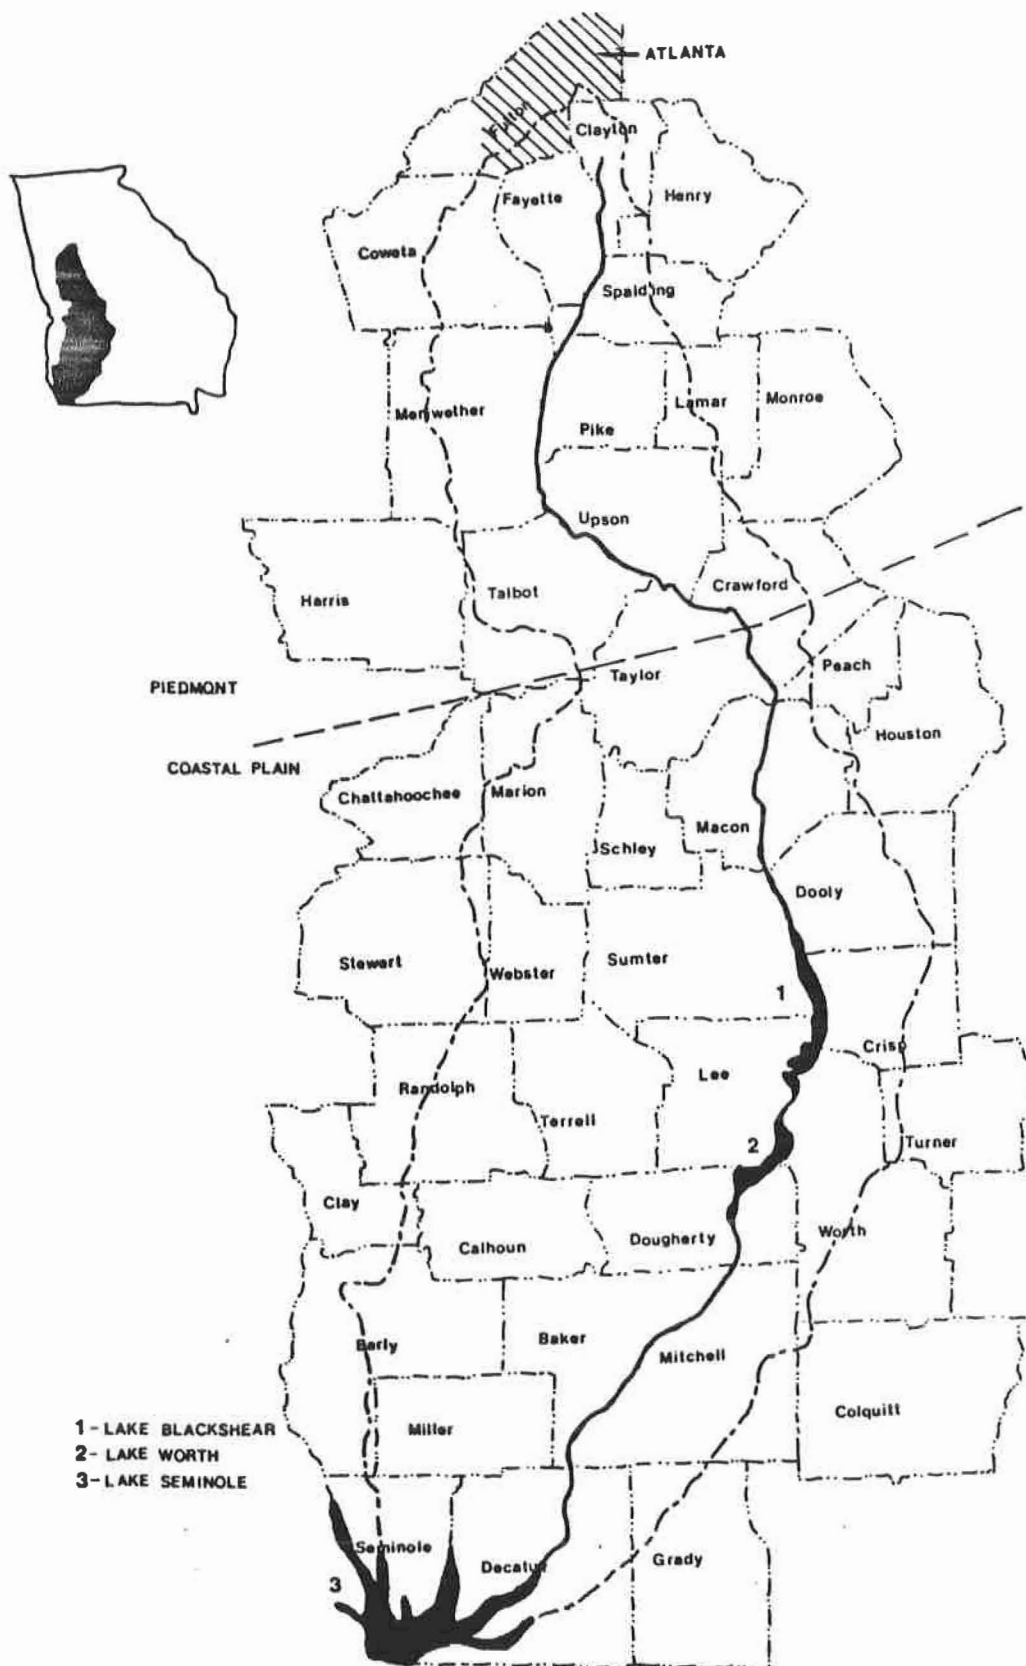 ATLANTA
Fulton
Clayton
Fayette
Henry
Coweta
Spalding
Meriwether
Lamar
Monroe
Pike
Upson
Crawford
Talbot
Harris
Peach
Taylor
PIEDMONT
Houston
COASTAL PLAIN
Chattahoochee
Marion
Macon
Schley
Dooly
Sumter
Stewart
Webster
1
Crisp
Lee
Randolph
Terrell
2
Turner
Clay
Worth
Dougherty
Calhoun
Early
Baker
Mitchell
Colquitt
Miller
1-LAKE BLACKSHEAR
2-LAKE WORTH
3-LAKE SEMINOLE
Seminole
Decatur
Grady
3